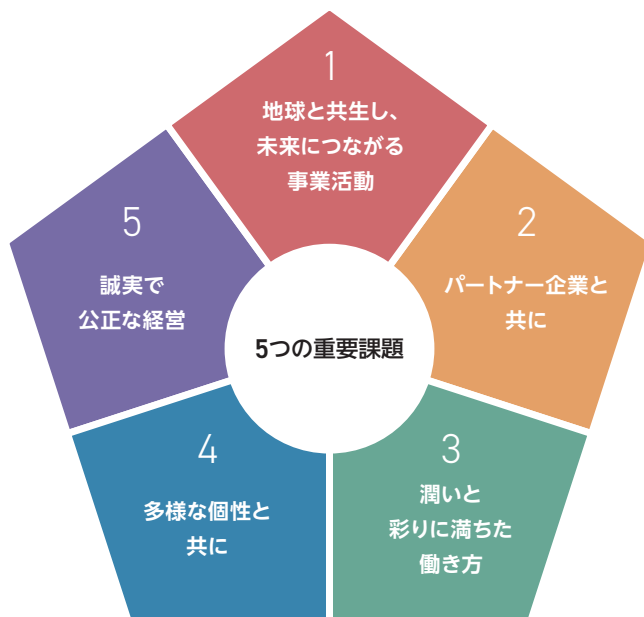 1
地球と共生し、
未来につながる
事業活動
2
パートナー企業と
共に
3
潤いと
彩りに満ちた
働き方
4
多様な個性と
共に
5
誠実で
公正な経営
5つの重要課題